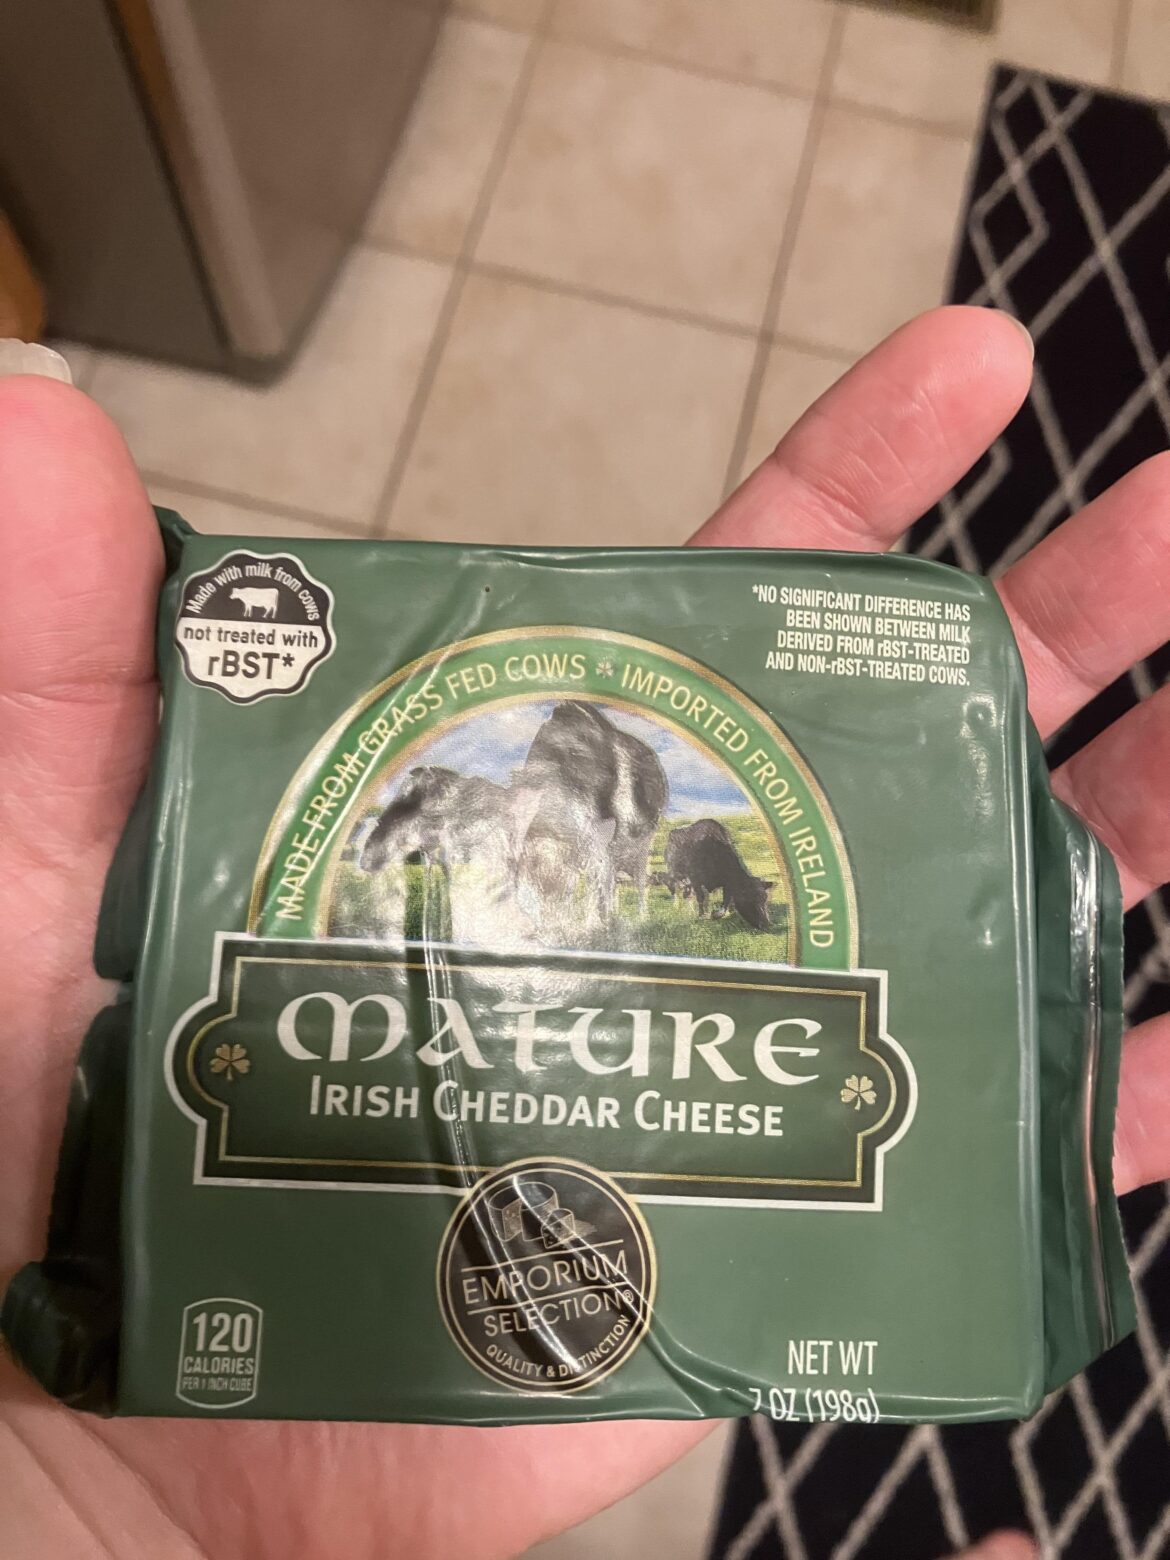 Made with milk from cows
not treated with
rBST*
*NO SIGNIFICANT DIFFERENCE HAS
BEEN SHOWN BETWEEN MILK
DERIVED FROM rBST-TREATED
AND NON-rBST-TREATED COWS.
MADE FROM GRASS FED COWS IMPORTED FROM IRELAND
MATURE
IRISH CHEDDAR CHEESE
EMPORIUM
SELECTION®
QUALITY & DISTINCTION
120
CALORIES
PER 1 INCH CUBE
NET WT
7 OZ (198g)